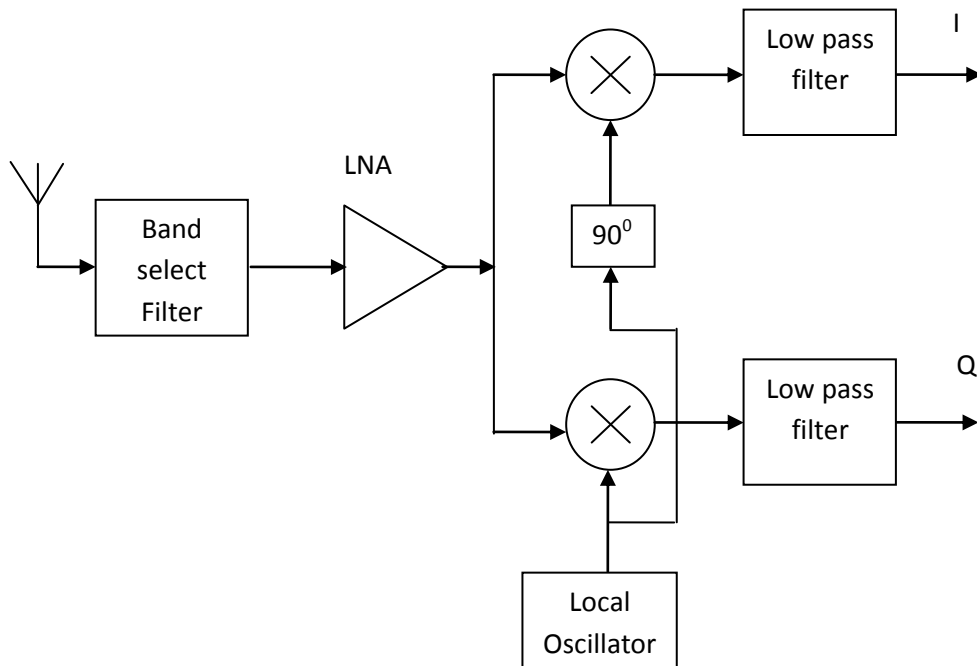 Low pass
filter
I
LNA
Band
select
Filter
90⁰
Low pass
filter
Q
Local
Oscillator